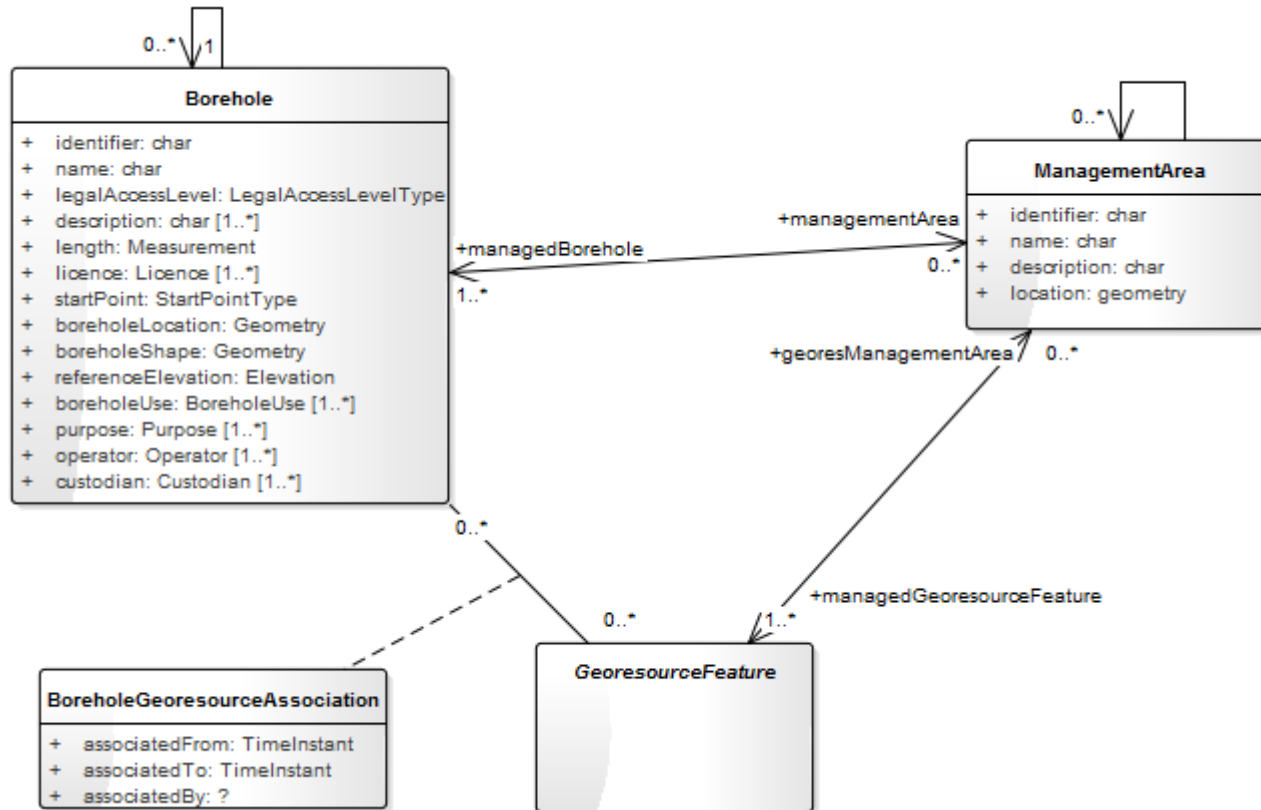 0..*
1
Borehole
+ identifier: char
+ name: char
+ legalAccessLevel: LegalAccessLevelType
+ description: char [1..*]
+ length: Measurement
+ licence: Licence [1..*]
+ startPoint: StartPointType
+ boreholeLocation: Geometry
+ boreholeShape: Geometry
+ referenceElevation: Elevation
+ boreholeUse: BoreholeUse [1..*]
+ purpose: Purpose [1..*]
+ operator: Operator [1..*]
+ custodian: Custodian [1..*]
0..*
ManagementArea
+ identifier: char
+ name: char
+ description: char
+ location: geometry
+managementArea
0..*
+managedBorehole
1..*
+georesManagementArea
0..*
0..*
+managedGeoresourceFeature
0..*
1..*
GeoresourceFeature
BoreholeGeoresourceAssociation
+ associatedFrom: TimeInstant
+ associatedTo: TimeInstant
+ associatedBy: ?